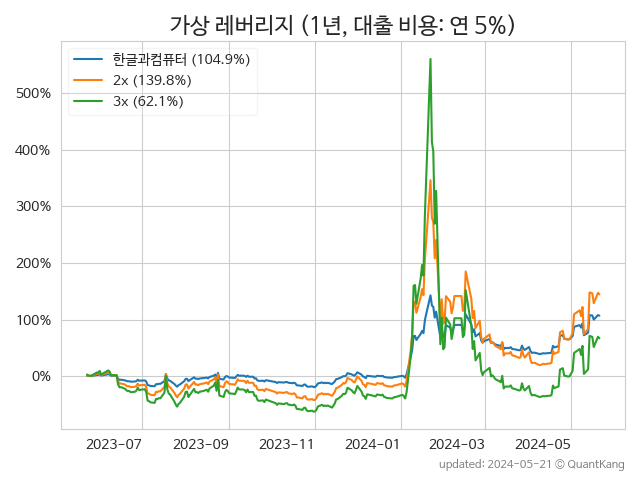 가상 레버리지 (1년, 대출 비용: 연 5%)
한글과컴퓨터 (104.9%)
2x (139.8%)
3x (62.1%)
500%
400%
300%
200%
100%
0%
2023-07 2023-09 2023-11 2024-01 2024-03 2024-05
updated: 2024-05-21 © QuantKang